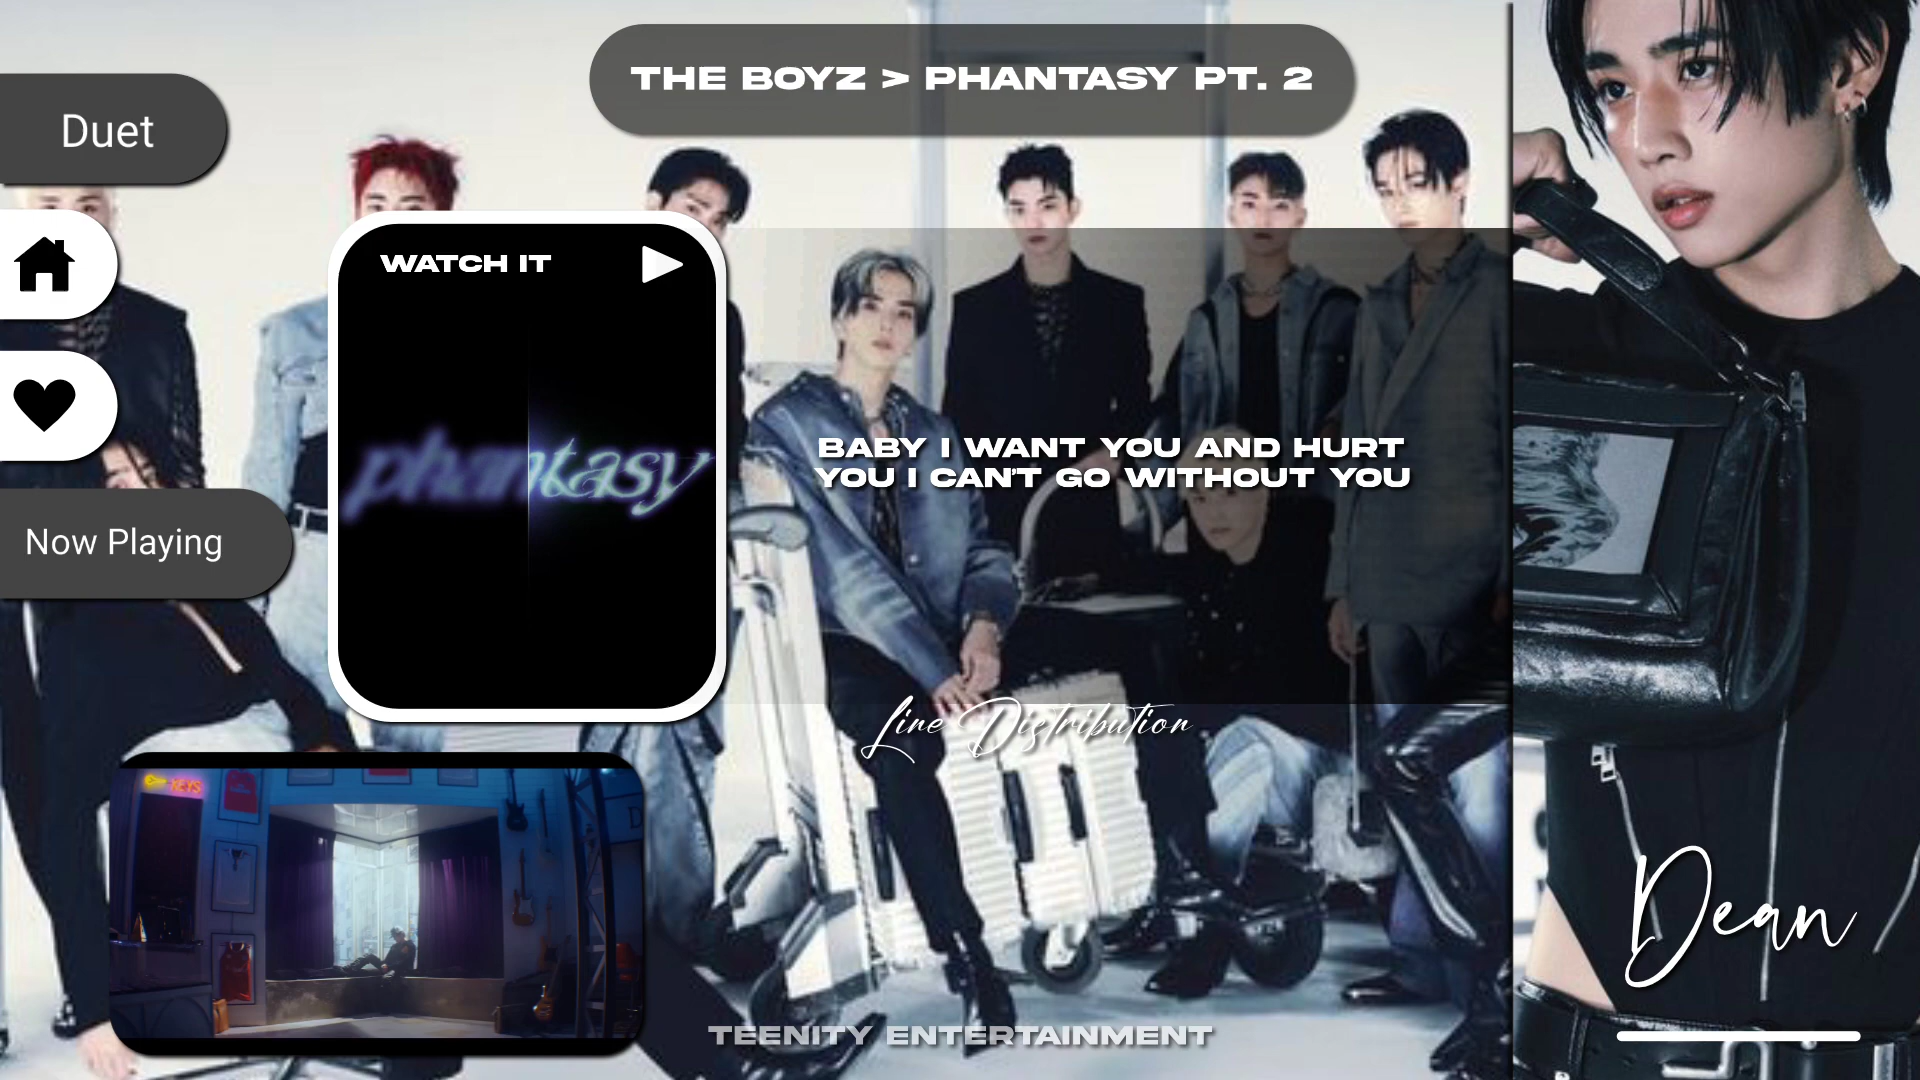 THE BOYZ > PHANTASY PT. 2
Duet
WATCH IT
phantasy
BABY I WANT YOU AND HURT
YOU I CAN'T GO WITHOUT YOU
Now Playing
Line Distribution
KEYS
Dean
TEENITY ENTERTAINMENT